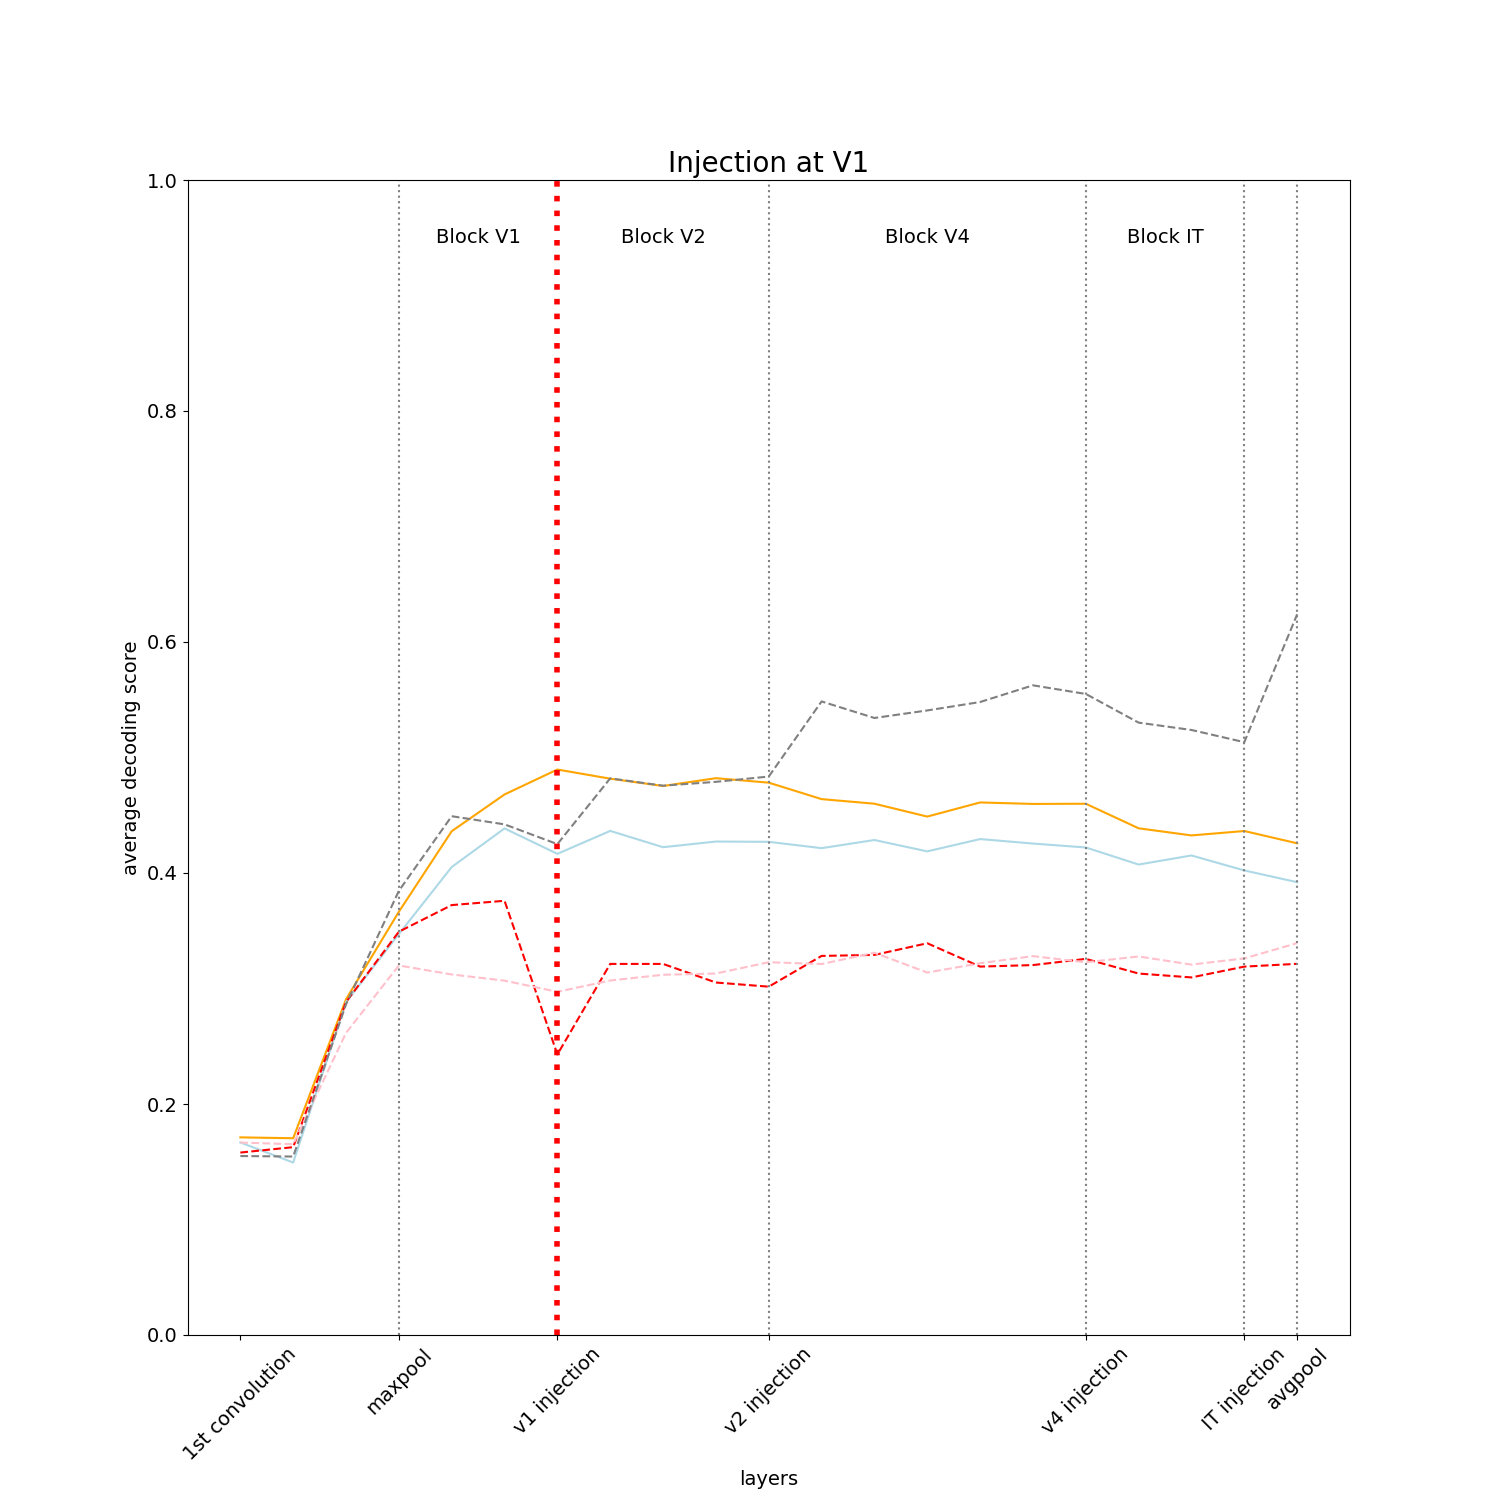 Injection at V1
1.0
Block V1
Block V2
Block V4
Block IT
0.8
0.6
0.4
0.2
0.0
average decoding score
1st convolution
maxpool
v1 injection
v2 injection
v4 injection
IT injection
avgpool
layers